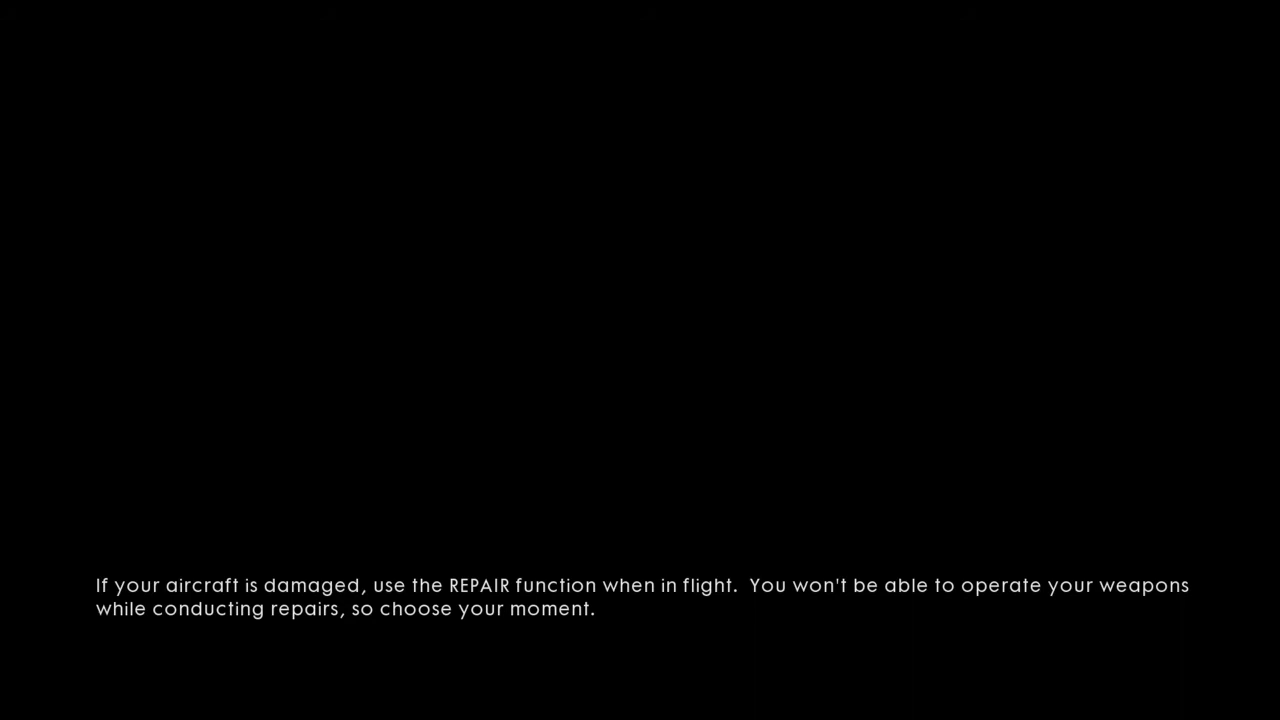 If your aircraft is damaged, use the REPAIR function when in flight.  You won't be able to operate your weapons
while conducting repairs, so choose your moment.